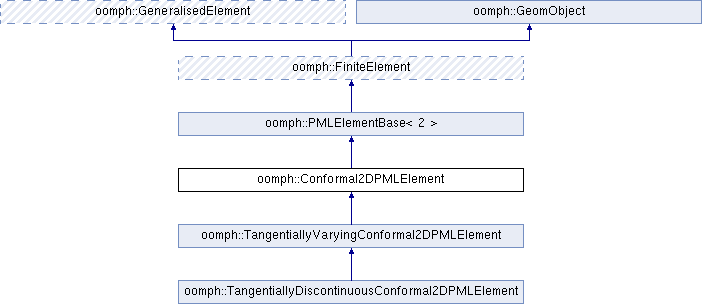 oomph::GeneralisedElement
oomph::GeomObject
oomph::FiniteElement
oomph::PMLElementBase< 2 >
oomph::Conformal2DPMLElement
oomph::TangentiallyVaryingConformal2DPMLElement
oomph::TangentiallyDiscontinuousConformal2DPMLElement